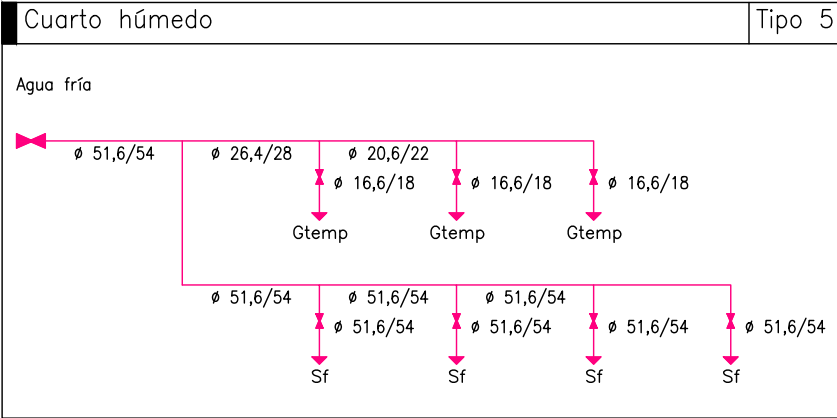 Cuarto húmedo Tipo 5
Agua fría
ø 51,6/54 ø 26,4/28 ø 20,6/22
ø 16,6/18 ø 16,6/18 ø 16,6/18
Gtemp Gtemp Gtemp
ø 51,6/54 ø 51,6/54 ø 51,6/54
ø 51,6/54 ø 51,6/54 ø 51,6/54 ø 51,6/54
Sf Sf Sf Sf